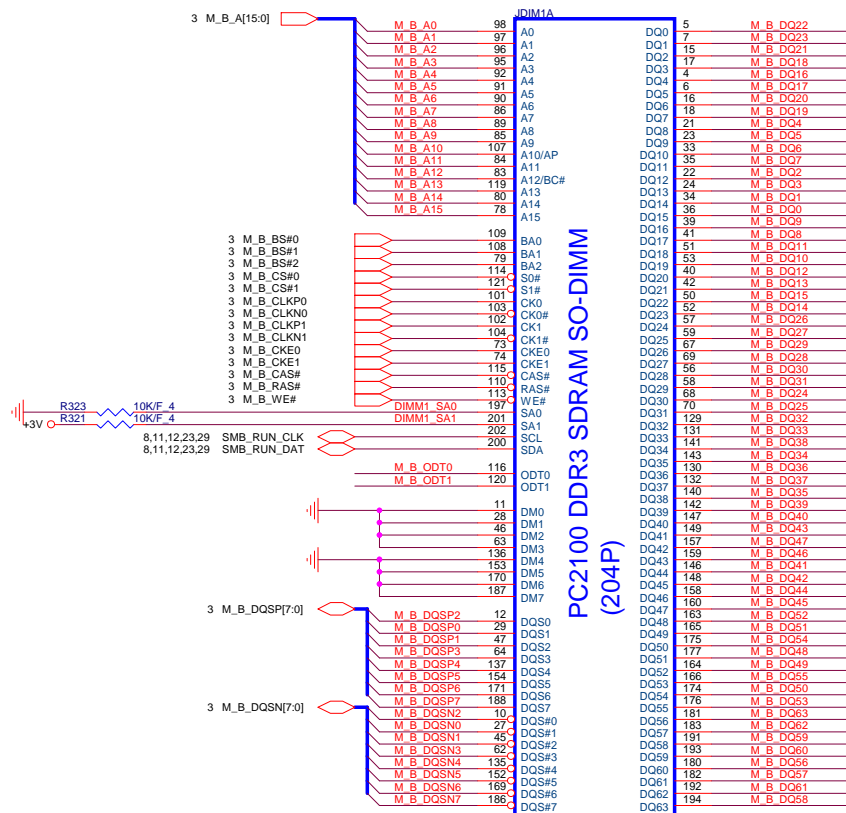 JDIM1A
3 M_B_A[15:0]
M_B_A0 98 A0
M_B_A1 97 A1
M_B_A2 96 A2
M_B_A3 95 A3
M_B_A4 92 A4
M_B_A5 91 A5
M_B_A6 90 A6
M_B_A7 86 A7
M_B_A8 89 A8
M_B_A9 85 A9
M_B_A10 107 A10/AP
M_B_A11 84 A11
M_B_A12 83 A12/BC#
M_B_A13 119 A13
M_B_A14 80 A14
M_B_A15 78 A15
3 M_B_BS#0 109 BA0
3 M_B_BS#1 108 BA1
3 M_B_BS#2 79 BA2
3 M_B_CS#0 114 S0#
3 M_B_CS#1 121 S1#
3 M_B_CLKP0 101 CK0
3 M_B_CLKN0 103 CK0#
3 M_B_CLKP1 102 CK1
3 M_B_CLKN1 104 CK1#
3 M_B_CKE0 73 CKE0
3 M_B_CKE1 74 CKE1
3 M_B_CAS# 115 CAS#
3 M_B_RAS# 110 RAS#
3 M_B_WE# 113 WE#
R323 10K/F_4 DIMM1_SA0 197 SA0
+3V R321 10K/F_4 DIMM1_SA1 201 SA1
8,11,12,23,29 SMB_RUN_CLK 202 SCL
8,11,12,23,29 SMB_RUN_DAT 200 SDA
M_B_ODT0 116 ODT0
M_B_ODT1 120 ODT1
11 DM0
28 DM1
46 DM2
63 DM3
136 DM4
153 DM5
170 DM6
187 DM7
3 M_B_DQSP[7:0]
M_B_DQSP2 12 DQS0
M_B_DQSP0 29 DQS1
M_B_DQSP1 47 DQS2
M_B_DQSP3 64 DQS3
M_B_DQSP4 137 DQS4
M_B_DQSP5 154 DQS5
M_B_DQSP6 171 DQS6
M_B_DQSP7 188 DQS7
3 M_B_DQSN[7:0]
M_B_DQSN2 10 DQS#0
M_B_DQSN0 27 DQS#1
M_B_DQSN1 45 DQS#2
M_B_DQSN3 62 DQS#3
M_B_DQSN4 135 DQS#4
M_B_DQSN5 152 DQS#5
M_B_DQSN6 169 DQS#6
M_B_DQSN7 186 DQS#7
PC2100 DDR3 SDRAM SO-DIMM
(204P)
DQ0 5 M_B_DQ22
DQ1 7 M_B_DQ23
DQ2 15 M_B_DQ21
DQ3 17 M_B_DQ18
DQ4 4 M_B_DQ16
DQ5 6 M_B_DQ17
DQ6 16 M_B_DQ20
DQ7 18 M_B_DQ19
DQ8 21 M_B_DQ4
DQ9 23 M_B_DQ5
DQ10 33 M_B_DQ6
DQ11 35 M_B_DQ7
DQ12 22 M_B_DQ2
DQ13 24 M_B_DQ3
DQ14 34 M_B_DQ1
DQ15 36 M_B_DQ0
DQ16 39 M_B_DQ9
DQ17 41 M_B_DQ8
DQ18 51 M_B_DQ11
DQ19 53 M_B_DQ10
DQ20 40 M_B_DQ12
DQ21 42 M_B_DQ13
DQ22 50 M_B_DQ15
DQ23 52 M_B_DQ14
DQ24 57 M_B_DQ26
DQ25 59 M_B_DQ27
DQ26 67 M_B_DQ29
DQ27 69 M_B_DQ28
DQ28 56 M_B_DQ30
DQ29 58 M_B_DQ31
DQ30 68 M_B_DQ24
DQ31 70 M_B_DQ25
DQ32 129 M_B_DQ32
DQ33 131 M_B_DQ33
DQ34 141 M_B_DQ38
DQ35 143 M_B_DQ34
DQ36 130 M_B_DQ36
DQ37 132 M_B_DQ37
DQ38 140 M_B_DQ35
DQ39 142 M_B_DQ39
DQ40 147 M_B_DQ40
DQ41 149 M_B_DQ43
DQ42 157 M_B_DQ47
DQ43 159 M_B_DQ46
DQ44 146 M_B_DQ41
DQ45 148 M_B_DQ42
DQ46 158 M_B_DQ44
DQ47 160 M_B_DQ45
DQ48 163 M_B_DQ52
DQ49 165 M_B_DQ51
DQ50 175 M_B_DQ54
DQ51 177 M_B_DQ48
DQ52 164 M_B_DQ49
DQ53 166 M_B_DQ55
DQ54 174 M_B_DQ50
DQ55 176 M_B_DQ53
DQ56 181 M_B_DQ63
DQ57 183 M_B_DQ62
DQ58 191 M_B_DQ59
DQ59 193 M_B_DQ60
DQ60 180 M_B_DQ56
DQ61 182 M_B_DQ57
DQ62 192 M_B_DQ61
DQ63 194 M_B_DQ58